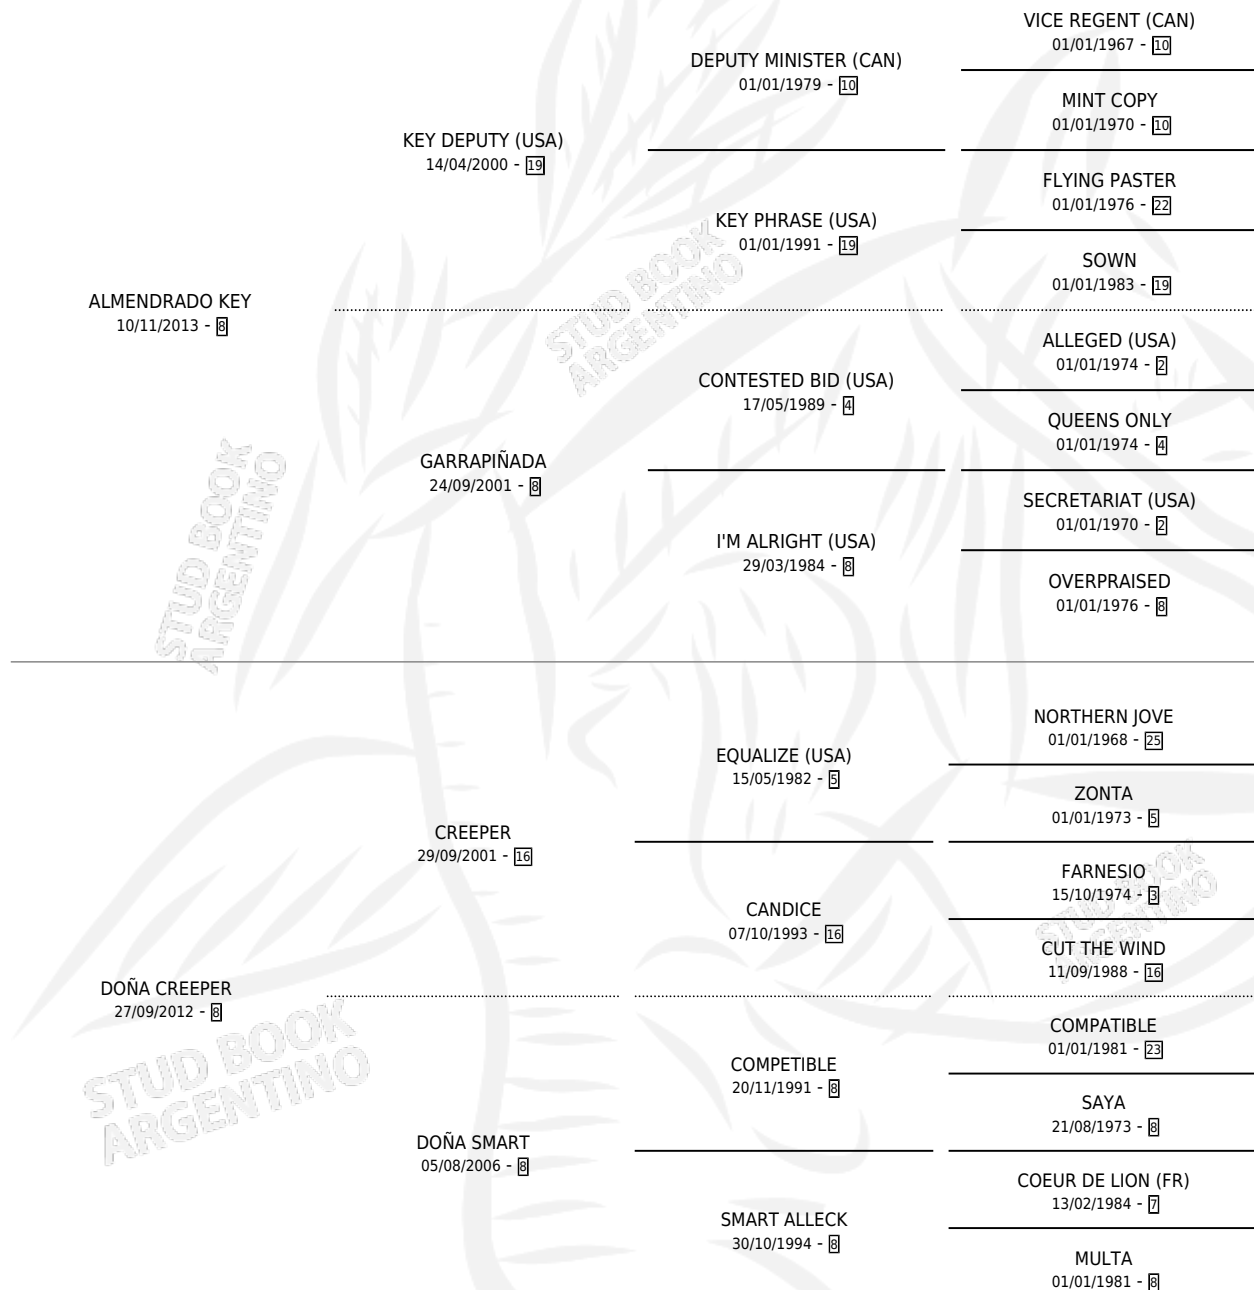 VICE REGENT (CAN)
01/01/1967 - 10
DEPUTY MINISTER (CAN)
01/01/1979 - 10
MINT COPY
01/01/1970 - 10
KEY DEPUTY (USA)
14/04/2000 - 19
FLYING PASTER
01/01/1976 - 22
KEY PHRASE (USA)
01/01/1991 - 19
SOWN
01/01/1983 - 19
ALMENDRADO KEY
10/11/2013 - 8
ALLEGED (USA)
01/01/1974 - 2
CONTESTED BID (USA)
17/05/1989 - 4
QUEENS ONLY
01/01/1974 - 4
GARRAPIÑADA
24/09/2001 - 8
SECRETARIAT (USA)
01/01/1970 - 2
I'M ALRIGHT (USA)
29/03/1984 - 8
OVERPRAISED
01/01/1976 - 8
STUD BOOK
ARGENTINO
STUD BOOK
ARGENTINO
NORTHERN JOVE
01/01/1968 - 25
EQUALIZE (USA)
15/05/1982 - 5
ZONTA
01/01/1973 - 5
CREEPER
29/09/2001 - 16
FARNESIO
15/10/1974 - 3
CANDICE
07/10/1993 - 16
CUT THE WIND
11/09/1988 - 16
DOÑA CREEPER
27/09/2012 - 8
COMPATIBLE
01/01/1981 - 23
COMPETIBLE
20/11/1991 - 8
SAYA
21/08/1973 - 8
DOÑA SMART
05/08/2006 - 8
COEUR DE LION (FR)
13/02/1984 - 7
SMART ALLECK
30/10/1994 - 8
MULTA
01/01/1981 - 8
STUD BOOK
ARGENTINO
STUD BOOK
ARGENTINO